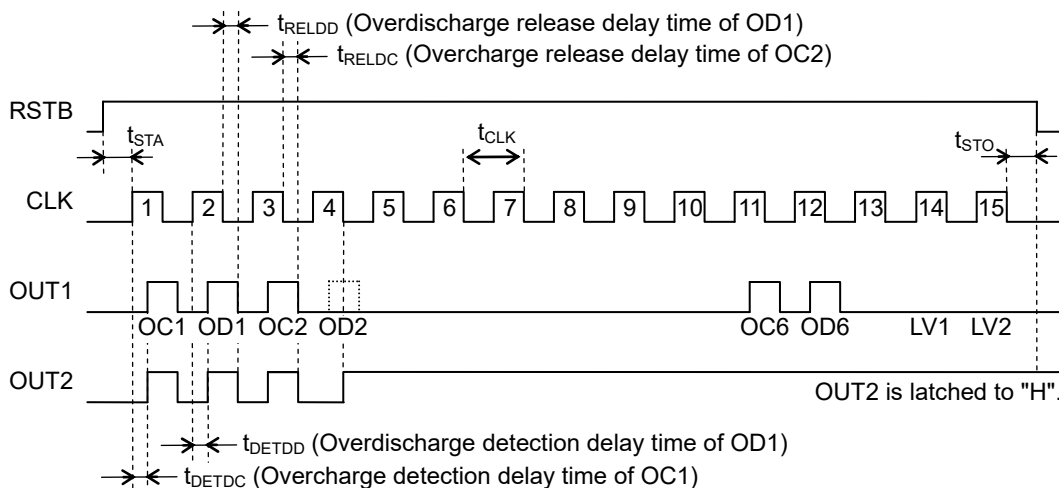 tRELDD (Overdischarge release delay time of OD1)
tRELDC (Overcharge release delay time of OC2)
RSTB
tSTA
tCLK
tSTO
CLK
1 2 3 4 5 6 7 8 9 10 11 12 13 14 15
OUT1
OC1 OD1 OC2 OD2 OC6 OD6 LV1 LV2
OUT2
OUT2 is latched to "H".
tDETDD (Overdischarge detection delay time of OD1)
tDETDC (Overcharge detection delay time of OC1)